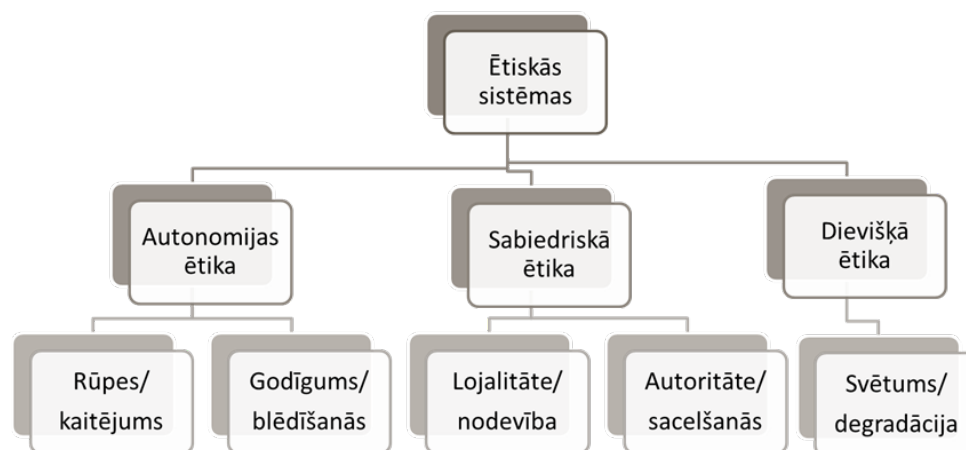 Ētiskās
sistēmas
Autonomijas
ētika
Sabiedriskā
ētika
Dievišķā
ētika
Rūpes/
kaitējums
Godīgums/
blēdīšanās
Lojalitāte/
nodevība
Autoritāte/
sacelšanās
Svētums/
degradācija